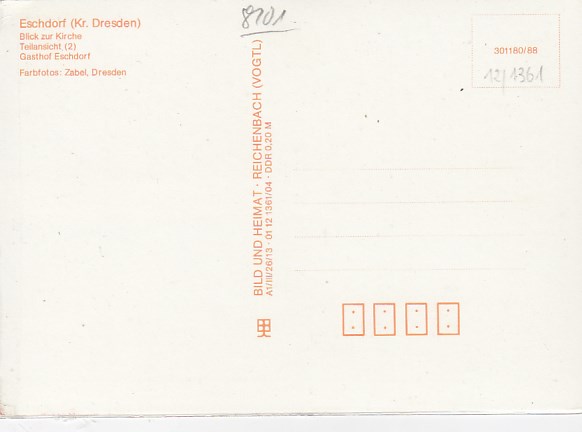 Eschdorf (Kr. Dresden)
Blick zur Kirche
Teilansicht (2)
Gasthof Eschdorf
Farbfotos: Zabel, Dresden
8101
BILD UND HEIMAT · REICHENBACH (VOGTL)
A1/III/26/13 · 01 12 1361/04 · DDR 0,20 M
301180/88
12/1361